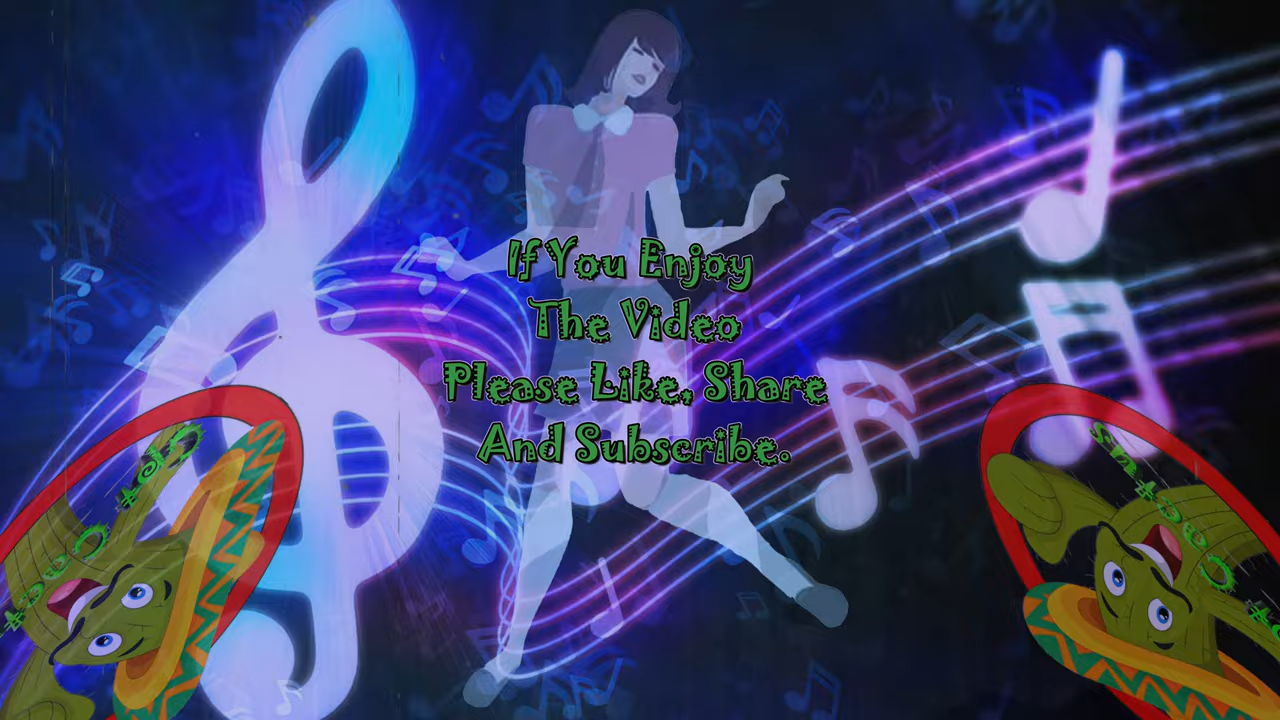 If You Enjoy
The Video
Please Like, Share
And Subscribe.